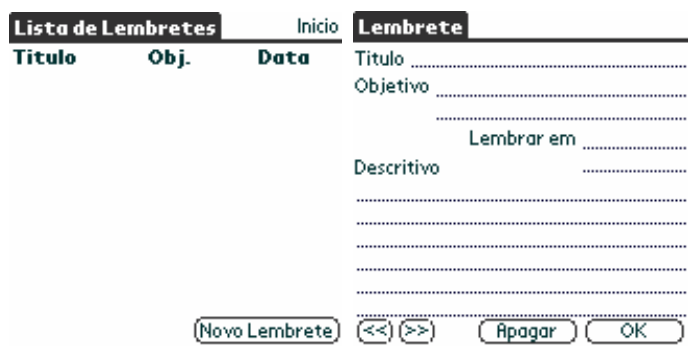 Lista de Lembretes Inicio
Titulo Obj. Data
Novo Lembrete
Lembrete
Titulo
Objetivo
Lembrar em
Descritivo
<< >> Apagar OK